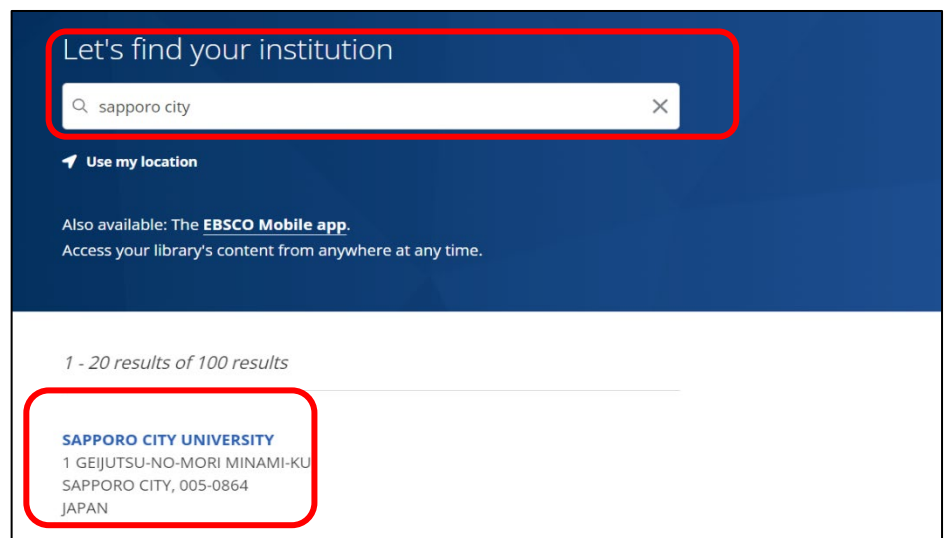 Let's find your institution
sapporo city
Use my location
Also available: The EBSCO Mobile app.
Access your library's content from anywhere at any time.
1 - 20 results of 100 results
SAPPORO CITY UNIVERSITY
1 GEIJUTSU-NO-MORI MINAMI-KU
SAPPORO CITY, 005-0864
JAPAN